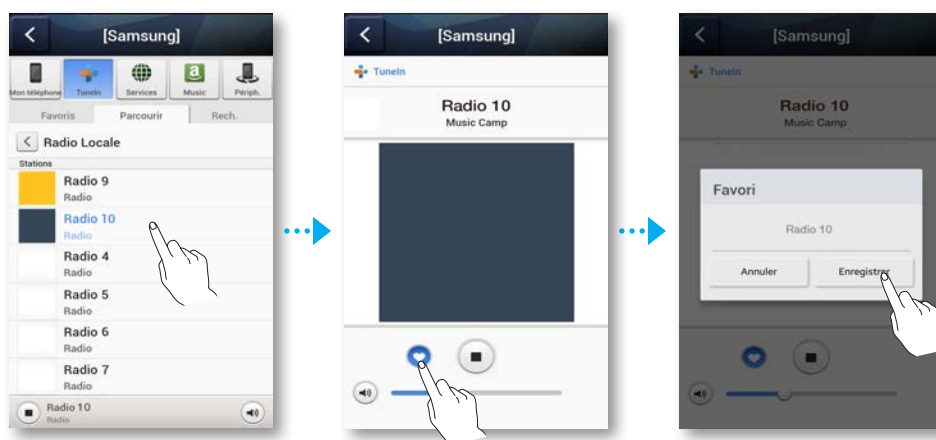 [Samsung]
Mon téléphone TuneIn Services Music Périph.
Favoris Parcourir Rech.
Radio Locale
Stations
Radio 9
Radio
Radio 10
Radio
Radio 4
Radio
Radio 5
Radio
Radio 6
Radio
Radio 7
Radio
Radio 10
Radio
[Samsung]
TuneIn
Radio 10
Music Camp
[Samsung]
TuneIn
Radio 10
Music Camp
Favori
Radio 10
Annuler Enregistrer